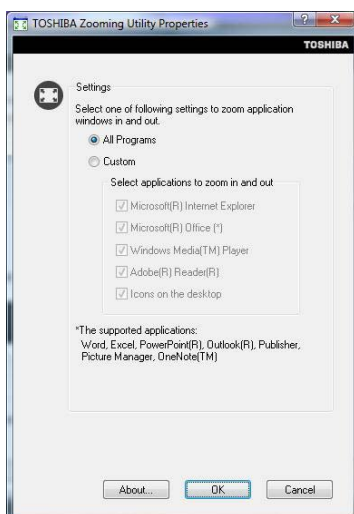 TOSHIBA Zooming Utility Properties
TOSHIBA
Settings
Select one of following settings to zoom application
windows in and out.
All Programs
Custom
Select applications to zoom in and out
Microsoft(R) Internet Explorer
Microsoft(R) Office (*)
Windows Media(TM) Player
Adobe(R) Reader(R)
Icons on the desktop
*The supported applications:
Word, Excel, PowerPoint(R), Outlook(R), Publisher,
Picture Manager, OneNote(TM)
About... OK Cancel